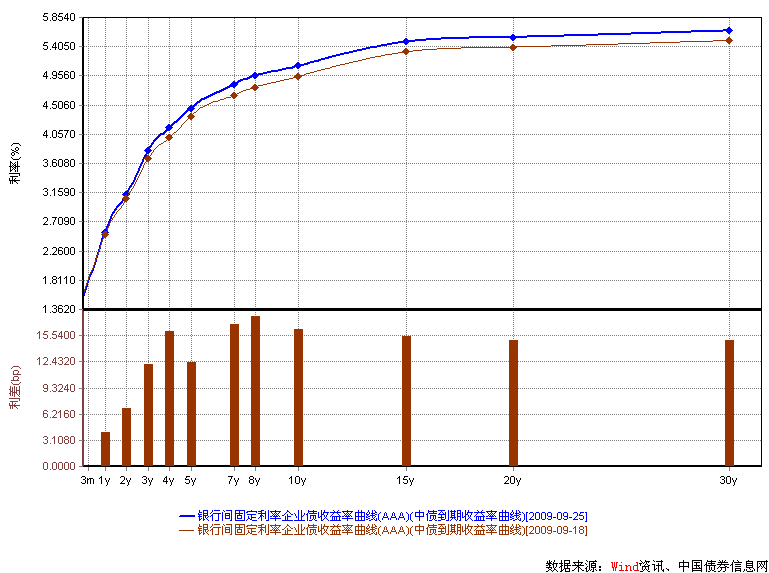 5.8540
5.4050
4.9560
4.5060
4.0570
3.6080
3.1590
2.7090
2.2600
1.8110
1.3620
利率(%)
15.5400
12.4320
9.3240
6.2160
3.1080
0.0000
利差(bp)
3m 1y 2y 3y 4y 5y 7y 8y 10y 15y 20y 30y
银行间固定利率企业债收益率曲线(AAA)(中债到期收益率曲线)[2009-09-25]
银行间固定利率企业债收益率曲线(AAA)(中债到期收益率曲线)[2009-09-18]
数据来源：Wind资讯、中国债券信息网